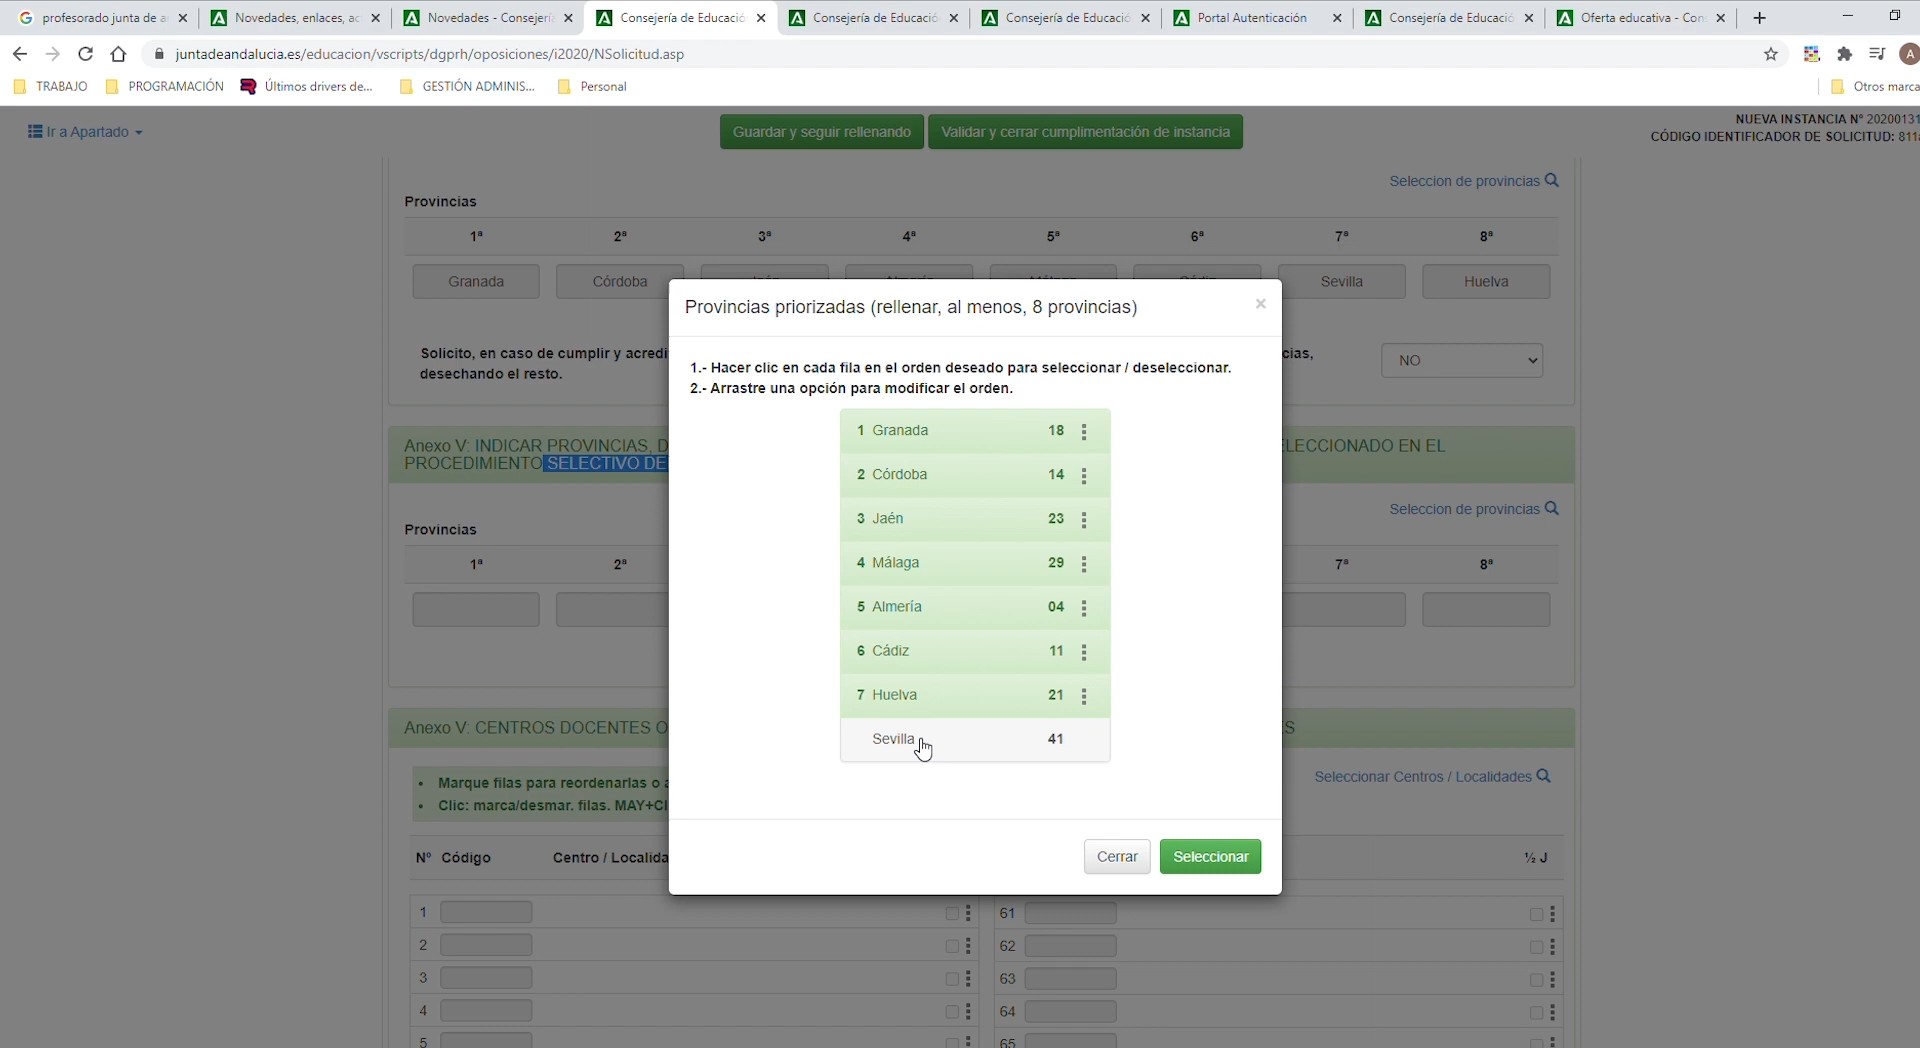 profesorado junta de a
Novedades, enlaces, ac
Novedades - Consejería
Consejería de Educació
Consejería de Educació
Consejería de Educació
Portal Autenticación
Consejería de Educació
Oferta educativa - Con
juntadeandalucia.es/educacion/vscripts/dgprh/oposiciones/i2020/NSolicitud.asp
A
TRABAJO
PROGRAMACIÓN
Últimos drivers de...
GESTIÓN ADMINIS...
Personal
Otros marca
Ir a Apartado
Guardar y seguir rellenando
Validar y cerrar cumplimentación de instancia
NUEVA INSTANCIA Nº 20200131
CÓDIGO IDENTIFICADOR DE SOLICITUD: 811
Seleccion de provincias
Provincias
1ª 2ª 3ª 4ª 5ª 6ª 7ª 8ª
Granada Córdoba Jaén Almería Málaga Cádiz Sevilla Huelva
Provincias priorizadas (rellenar, al menos, 8 provincias)
×
Solicito, en caso de cumplir y acredi
cias,
desechando el resto.
NO
1.- Hacer clic en cada fila en el orden deseado para seleccionar / deseleccionar.
2.- Arrastre una opción para modificar el orden.
1 Granada 18
2 Córdoba 14
3 Jaén 23
4 Málaga 29
5 Almería 04
6 Cádiz 11
7 Huelva 21
Sevilla 41
Cerrar
Seleccionar
Anexo V: INDICAR PROVINCIAS, D
ELECCIONADO EN EL
PROCEDIMIENTO SELECTIVO DE
Seleccion de provincias
Provincias
1ª 2ª 7ª 8ª
Anexo V: CENTROS DOCENTES O
S
Marque filas para reordenarlas o a
Clic: marca/desmar. filas. MAY+Cl
Seleccionar Centros / Localidades
Nº Código Centro / Localida ½ J
1 61
2 62
3 63
4 64
5 65